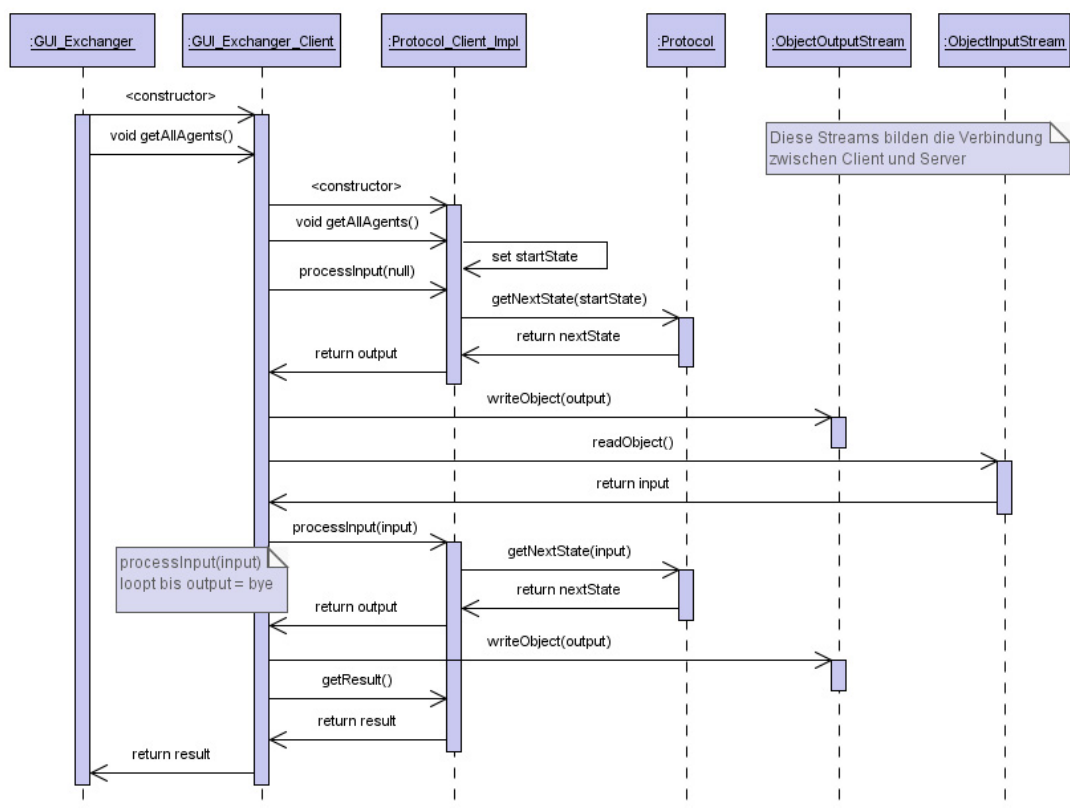 :GUI_Exchanger
:GUI_Exchanger_Client
:Protocol_Client_Impl
:Protocol
:ObjectOutputStream
:ObjectInputStream
<constructor>
void getAllAgents()
Diese Streams bilden die Verbindung
zwischen Client und Server
<constructor>
void getAllAgents()
set startState
processInput(null)
getNextState(startState)
return nextState
return output
writeObject(output)
readObject()
return input
processInput(input)
getNextState(input)
processInput(input)
loopt bis output = bye
return nextState
return output
writeObject(output)
getResult()
return result
return result